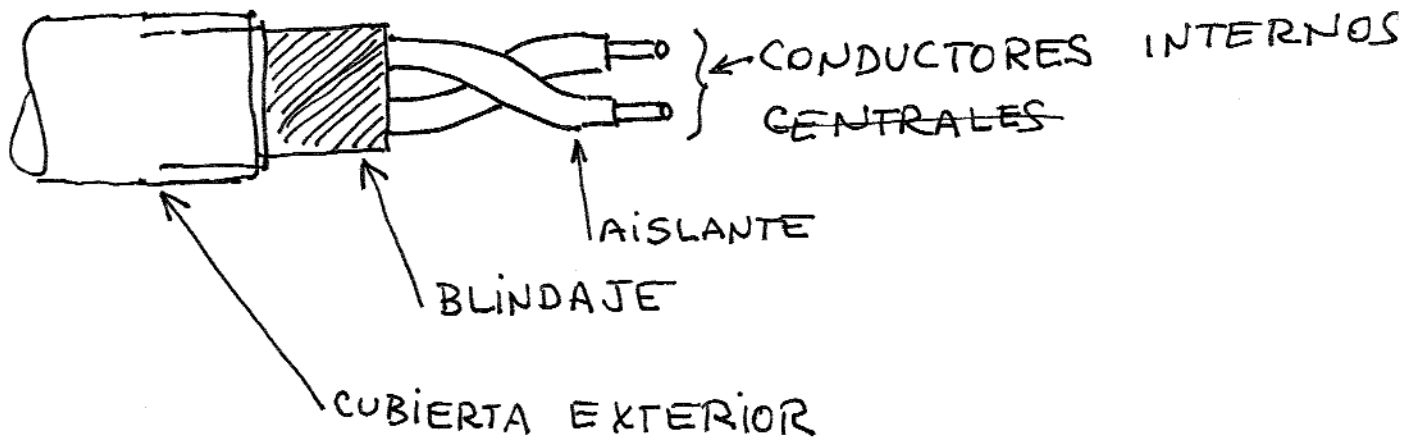 CONDUCTORES INTERNOS
CENTRALES
AiSLANTE
BLiNDAJE
CUBiERTA EXTERiOR